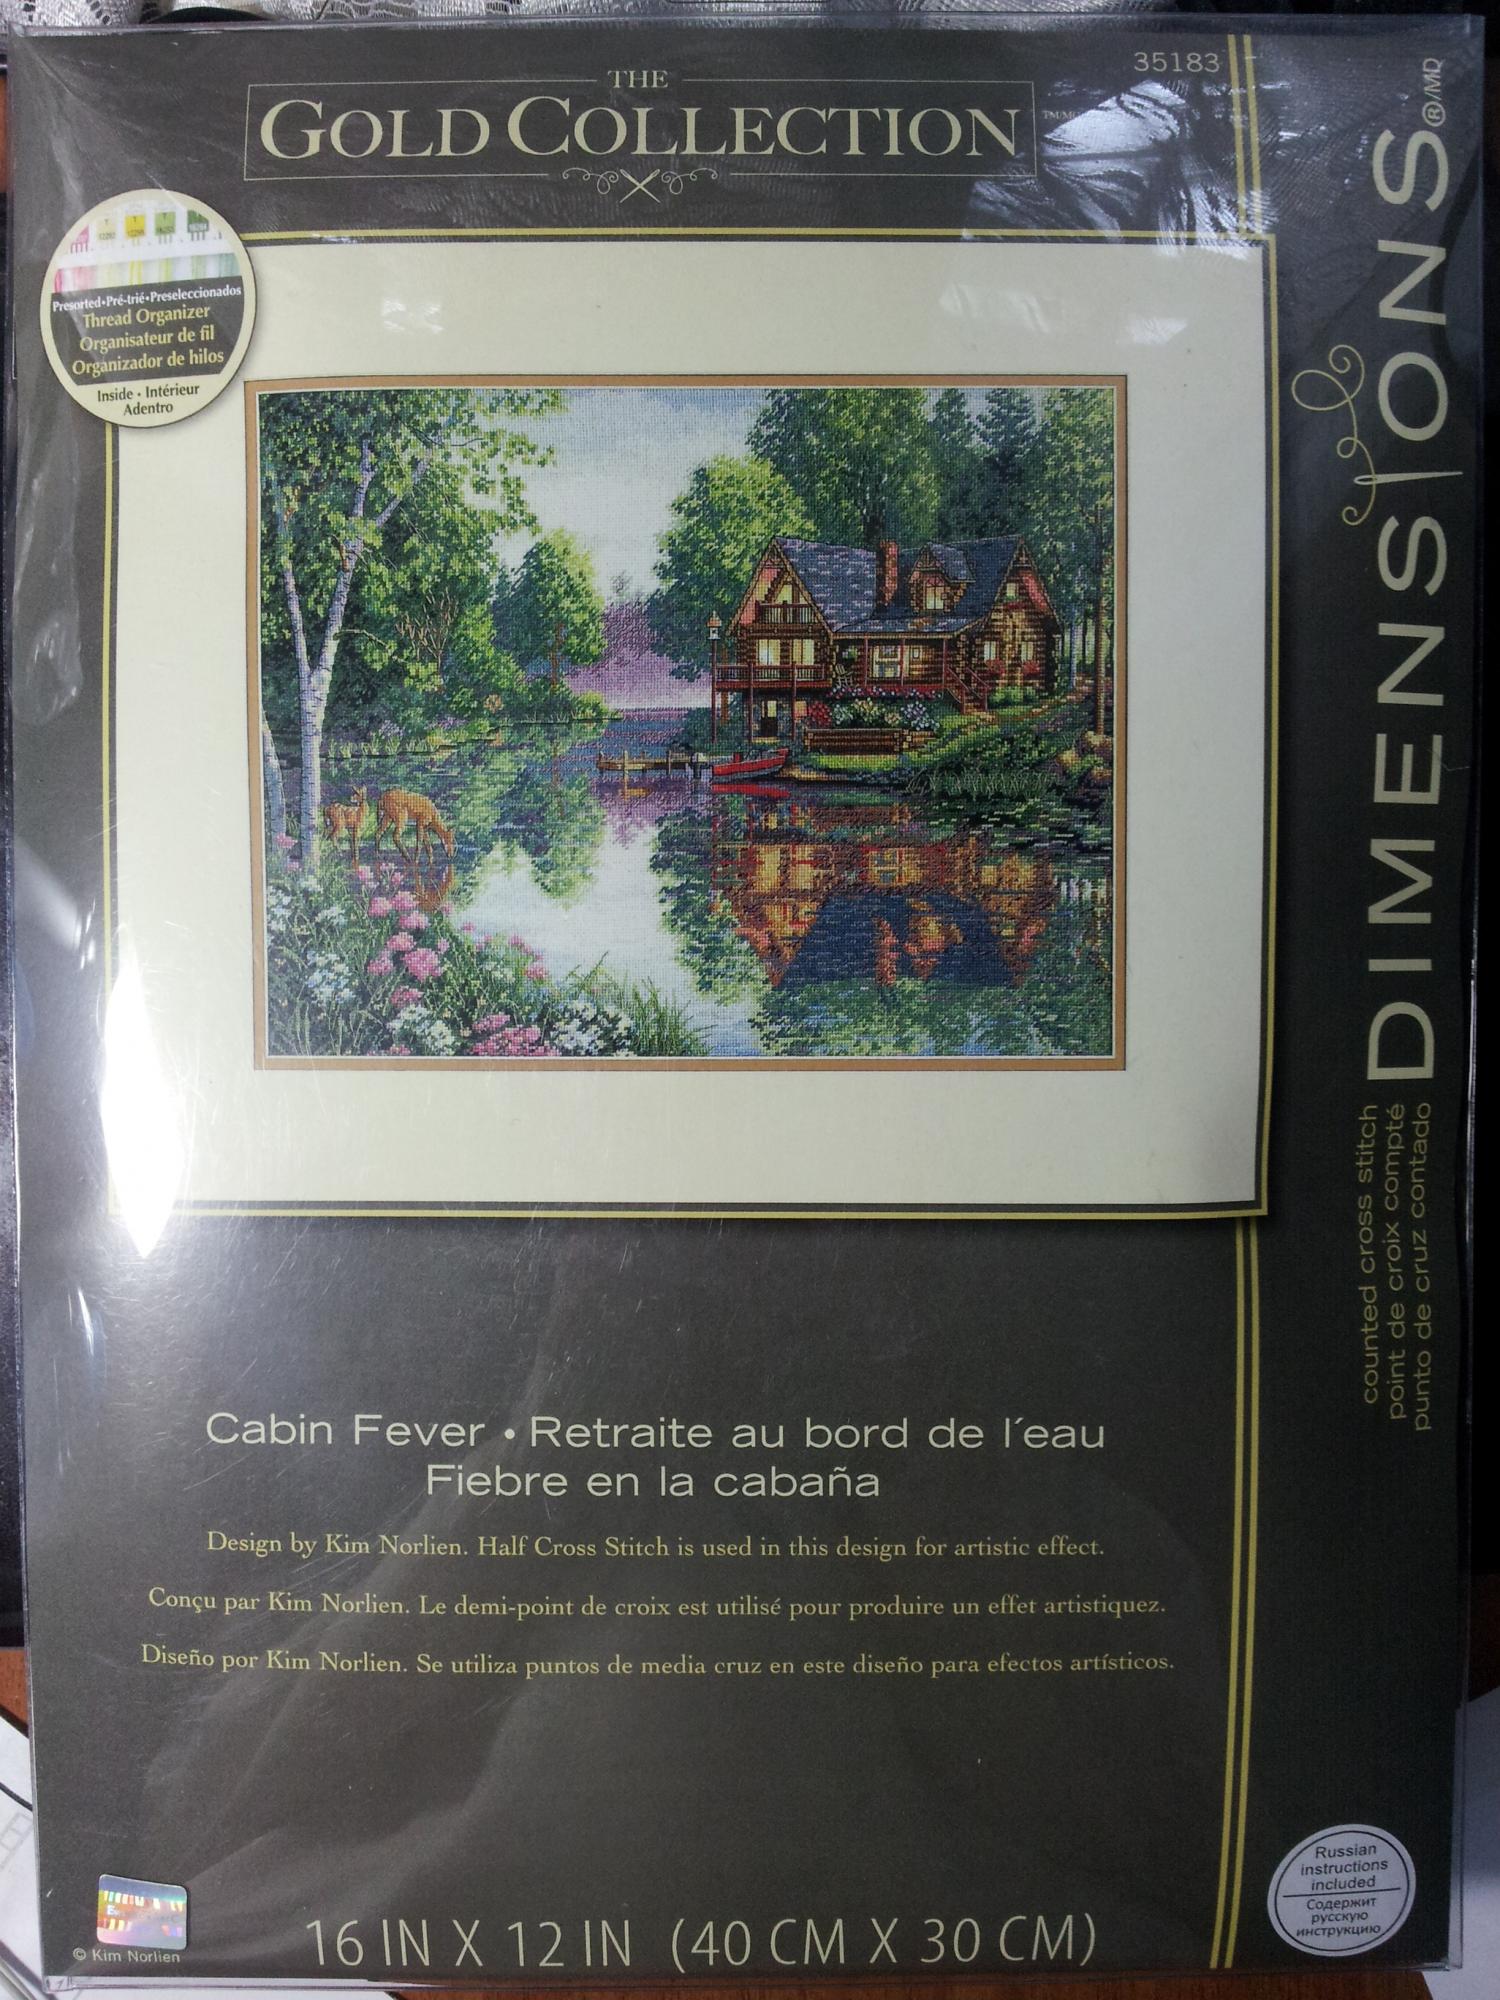 35183
THE
GOLD COLLECTION
Presorted•Pré-trié•Preseleccionados
Thread Organizer
Organisateur de fil
Organizador de hilos
Inside • Intérieur
Adentro
DIMENSIONS®/MD
counted cross stitch
point de croix compté
punto de cruz contado
Cabin Fever • Retraite au bord de l'eau
Fiebre en la cabaña
Design by Kim Norlien. Half Cross Stitch is used in this design for artistic effect.
Conçu par Kim Norlien. Le demi-point de croix est utilisé pour produire un effet artistiquez.
Diseño por Kim Norlien. Se utiliza puntos de media cruz en este diseño para efectos artísticos.
Russian
instructions
included
Содержит
русскую
инструкцию
© Kim Norlien
16 IN X 12 IN (40 CM X 30 CM)